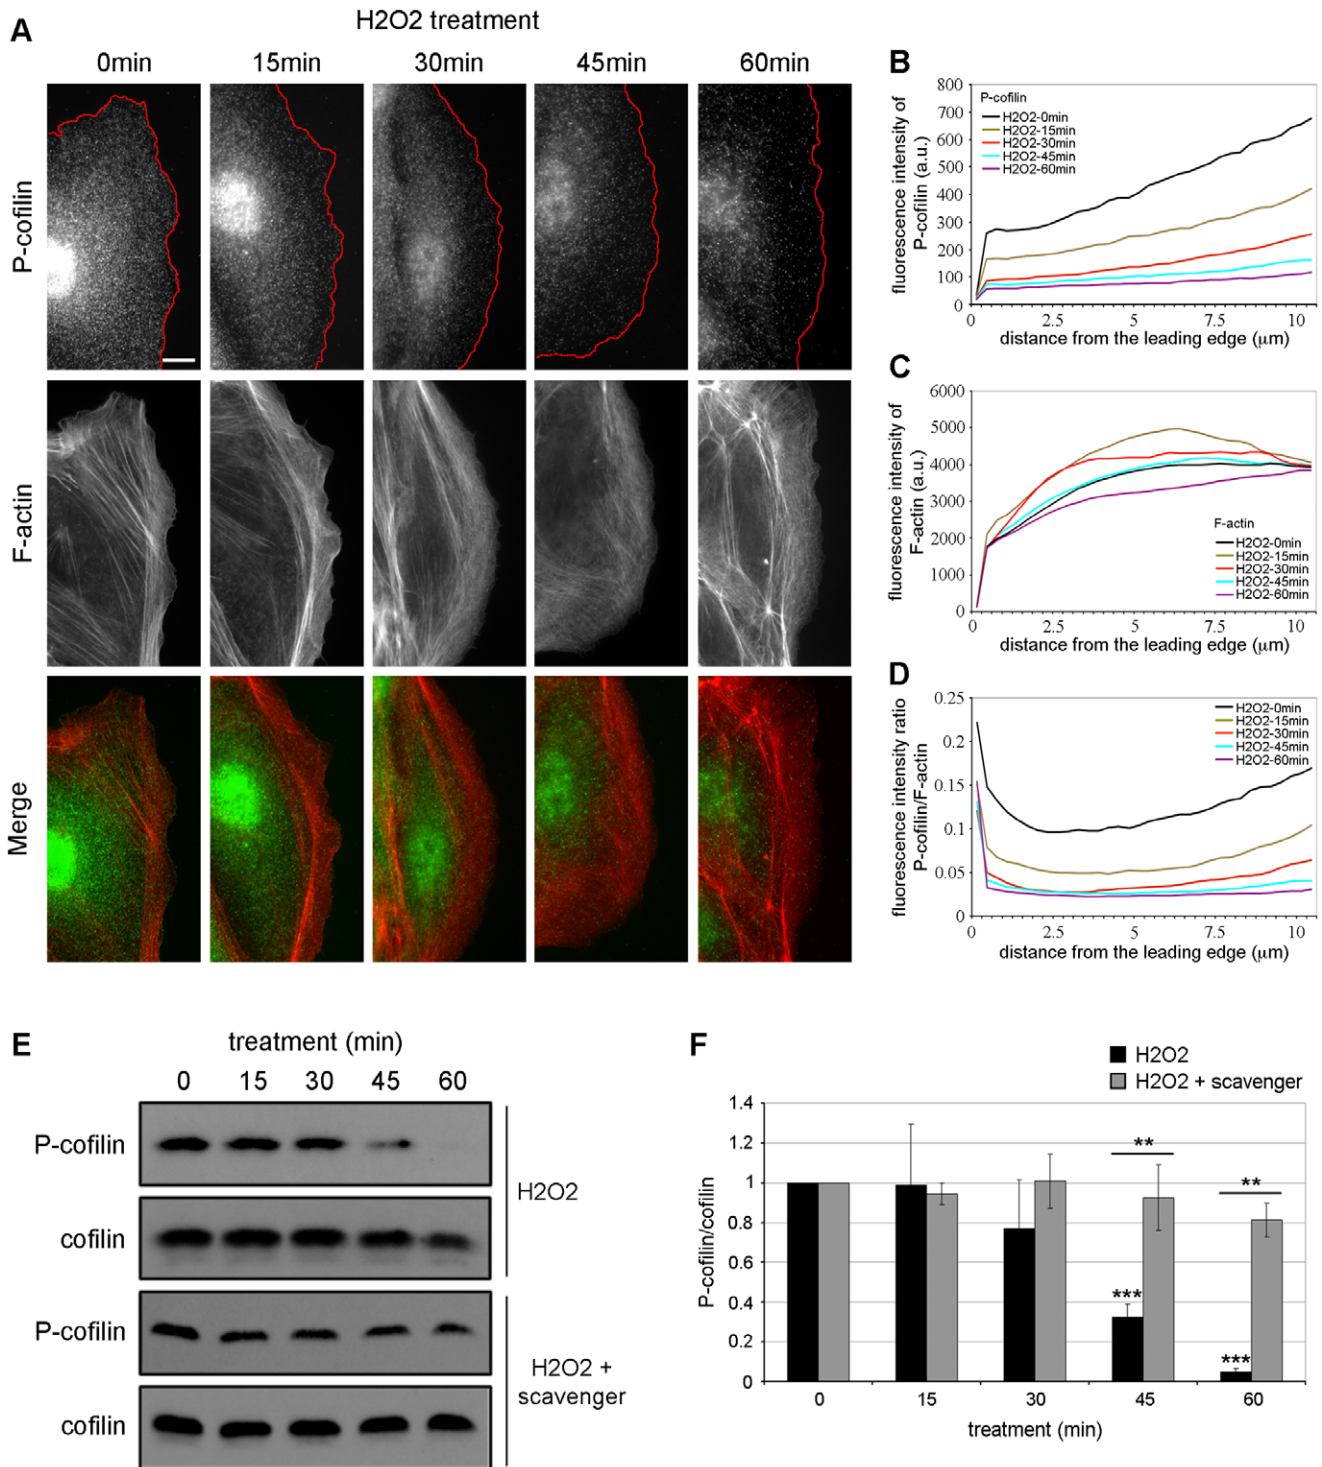 A
H2O2 treatment
0min 15min 30min 45min 60min
P-cofilin
F-actin
Merge
B
fluorescence intensity of
P-cofilin (a.u.)
800
700
600
500
400
300
200
100
0
P-cofilin
H2O2-0min
H2O2-15min
H2O2-30min
H2O2-45min
H2O2-60min
0 2.5 5 7.5 10
distance from the leading edge (μm)
C
fluorescence intensity of
F-actin (a.u.)
6000
5000
4000
3000
2000
1000
0
F-actin
H2O2-0min
H2O2-15min
H2O2-30min
H2O2-45min
H2O2-60min
0 2.5 5 7.5 10
distance from the leading edge (μm)
D
fluorescence intensity ratio
P-cofilin/F-actin
0.25
0.2
0.15
0.1
0.05
0
H2O2-0min
H2O2-15min
H2O2-30min
H2O2-45min
H2O2-60min
0 2.5 5 7.5 10
distance from the leading edge (μm)
E
treatment (min)
0 15 30 45 60
P-cofilin
cofilin
H2O2
P-cofilin
cofilin
H2O2 +
scavenger
F
H2O2
H2O2 + scavenger
P-cofilin/cofilin
1.4
1.2
1
0.8
0.6
0.4
0.2
0
**
**
***
***
0 15 30 45 60
treatment (min)